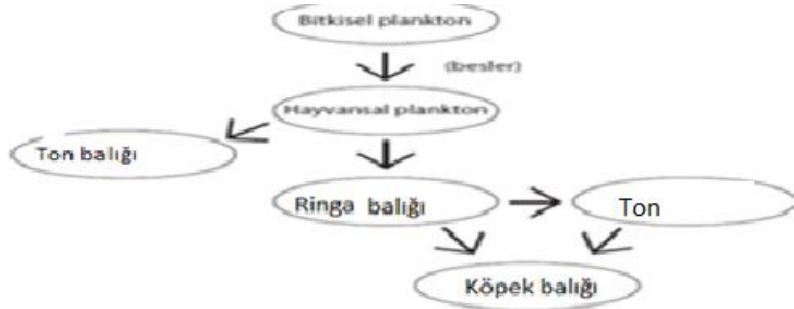 Bitkisel plankton
(besler)
Hayvansal plankton
Ton balığı
Ringa balığı
Ton
Köpek balığı